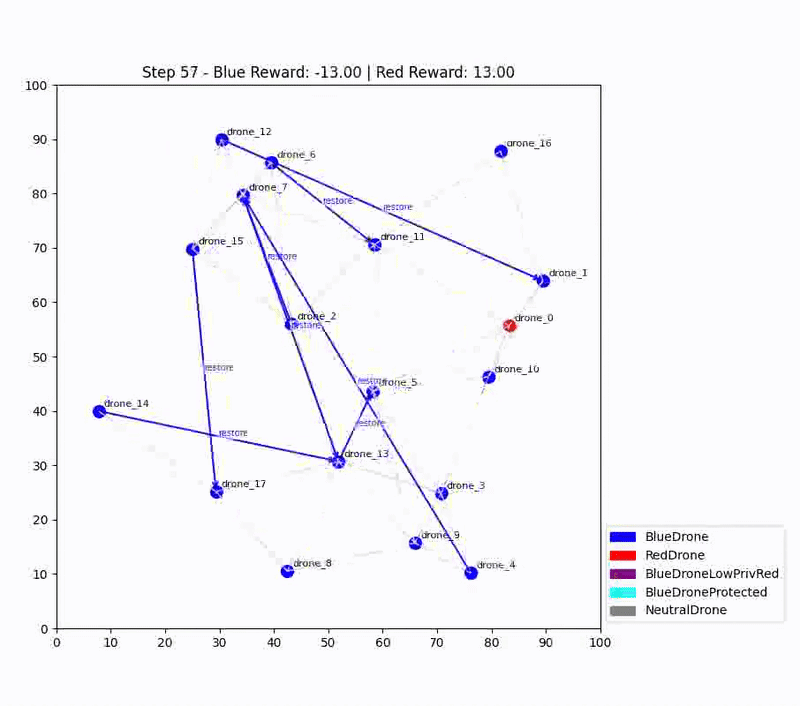 Step 57 - Blue Reward: -13.00 | Red Reward: 13.00
100
90
80
70
60
50
40
30
20
10
0
drone_12
drone_16
drone_6
drone_7
restore
restore
drone_11
drone_15
restore
drone_1
drone_2
drone_0
restore
restore
drone_10
restore
drone_5
drone_14
restore
restore
drone_13
drone_17
drone_3
drone_9
drone_8
drone_4
0
10
20
30
40
50
60
70
80
90
100
BlueDrone
RedDrone
BlueDroneLowPrivRed
BlueDroneProtected
NeutralDrone